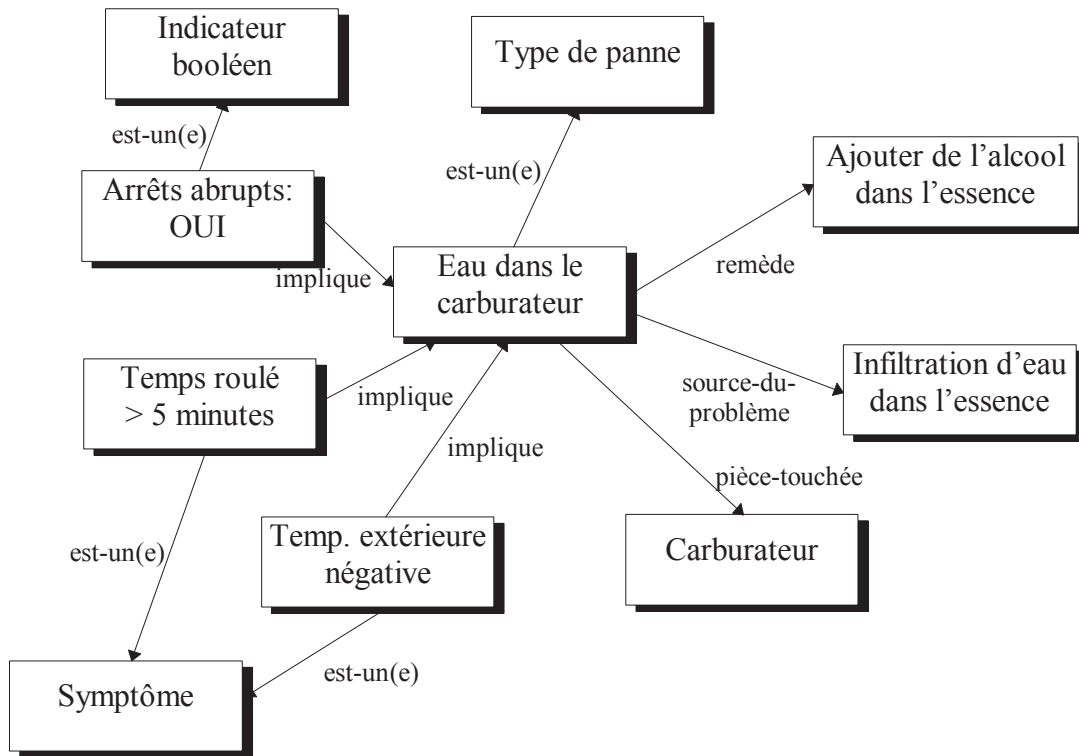 Indicateur
booléen
Type de panne
est-un(e)
est-un(e)
Ajouter de l'alcool
dans l'essence
Arrêts abrupts:
OUI
implique
Eau dans le
carburateur
remède
Temps roulé
> 5 minutes
implique
source-du-
problème
Infiltration d'eau
dans l'essence
implique
pièce-touchée
est-un(e)
Temp. extérieure
négative
Carburateur
est-un(e)
Symptôme